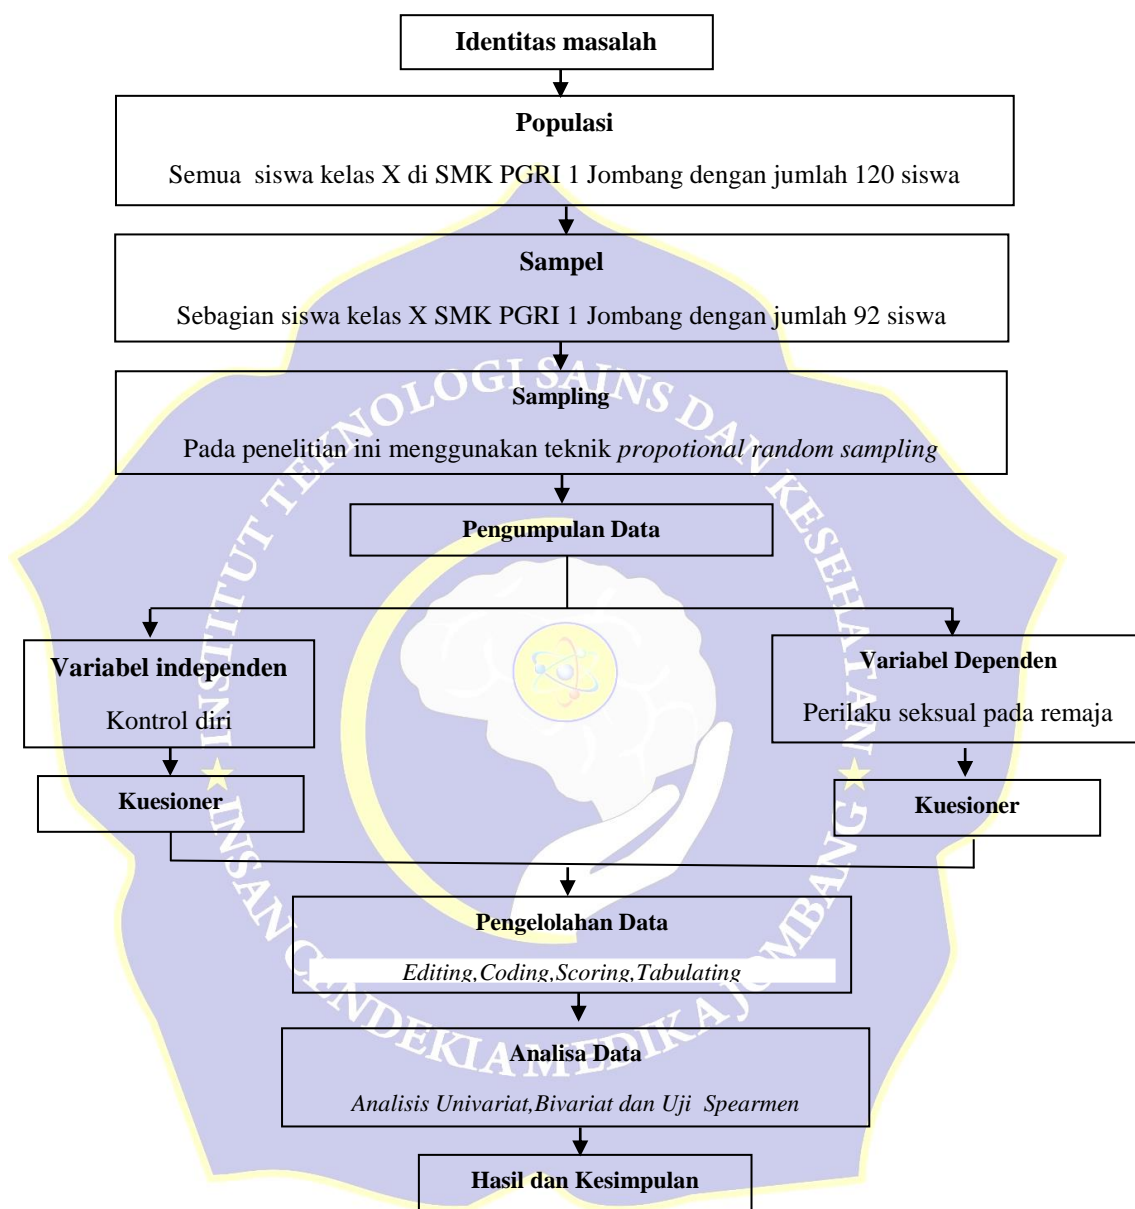 Identitas masalah
Populasi
Semua siswa kelas X di SMK PGRI 1 Jombang dengan jumlah 120 siswa
Sampel
Sebagian siswa kelas X SMK PGRI 1 Jombang dengan jumlah 92 siswa
Sampling
Pada penelitian ini menggunakan teknik propotional random sampling
Pengumpulan Data
Variabel independen
Kontrol diri
Variabel Dependen
Perilaku seksual pada remaja
Kuesioner
Kuesioner
Pengelolahan Data
Editing,Coding,Scoring,Tabulating
Analisa Data
Analisis Univariat,Bivariat dan Uji Spearmen
Hasil dan Kesimpulan
INSTITUT TEKNOLOGI SAINS DAN KESEHATAN
INSAN CENDEKIA MEDIKA JOMBANG